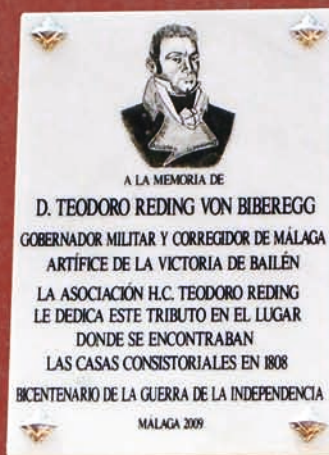 A LA MEMORIA DE
D. TEODORO REDING VON BIBEREGG
GOBERNADOR MILITAR Y CORREGIDOR DE MÁLAGA
ARTÍFICE DE LA VICTORIA DE BAILÉN
LA ASOCIACIÓN H.C. TEODORO REDING
LE DEDICA ESTE TRIBUTO EN EL LUGAR
DONDE SE ENCONTRABAN
LAS CASAS CONSISTORIALES EN 1808
BICENTENARIO DE LA GUERRA DE LA INDEPENDENCIA
MÁLAGA 2009